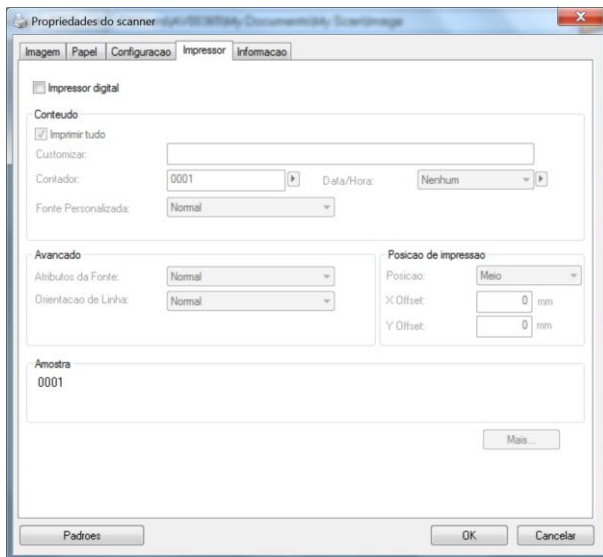 Propriedades do scanner
Imagem Papel Configuracao Impressor Informacao
Impressor digital
Conteudo
Imprimir tudo
Customizar:
Contador: 0001 Data/Hora: Nenhum
Fonte Personalizada: Normal
Avancado
Atributos da Fonte: Normal
Orientacao de Linha: Normal
Posicao de impressao
Posicao: Meio
X Offset: 0 mm
Y Offset: 0 mm
Amostra
0001
Mais...
Padroes OK Cancelar